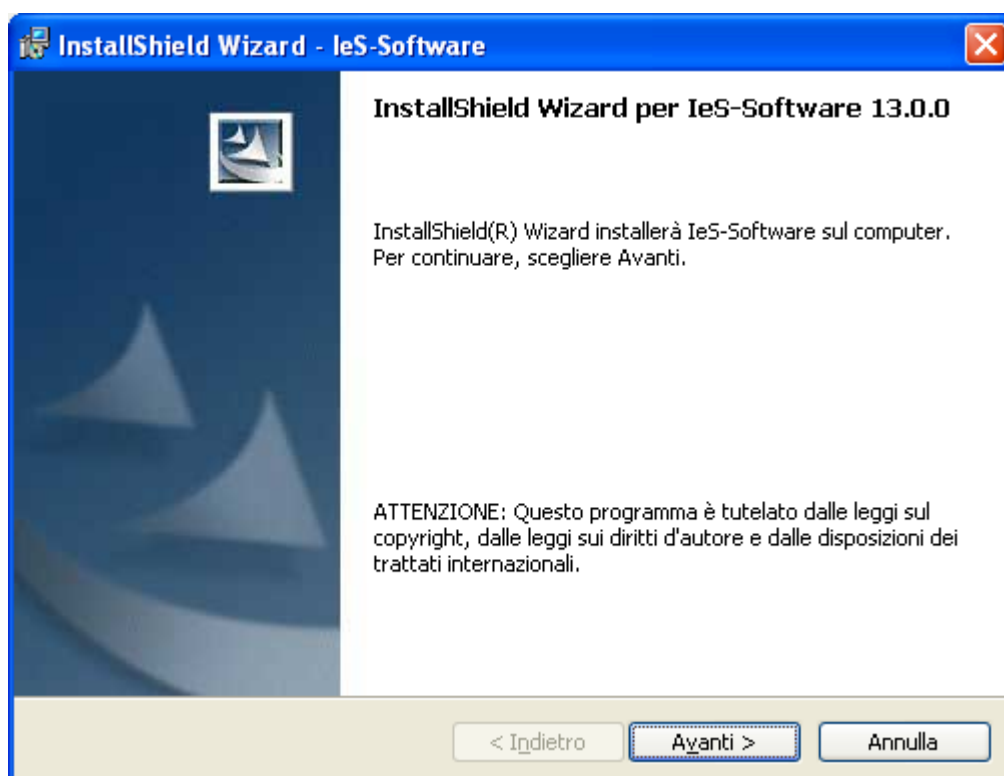 InstallShield Wizard - IeS-Software
InstallShield Wizard per IeS-Software 13.0.0
InstallShield(R) Wizard installerà IeS-Software sul computer.
Per continuare, scegliere Avanti.
ATTENZIONE: Questo programma è tutelato dalle leggi sul
copyright, dalle leggi sui diritti d'autore e dalle disposizioni dei
trattati internazionali.
< Indietro
Avanti >
Annulla